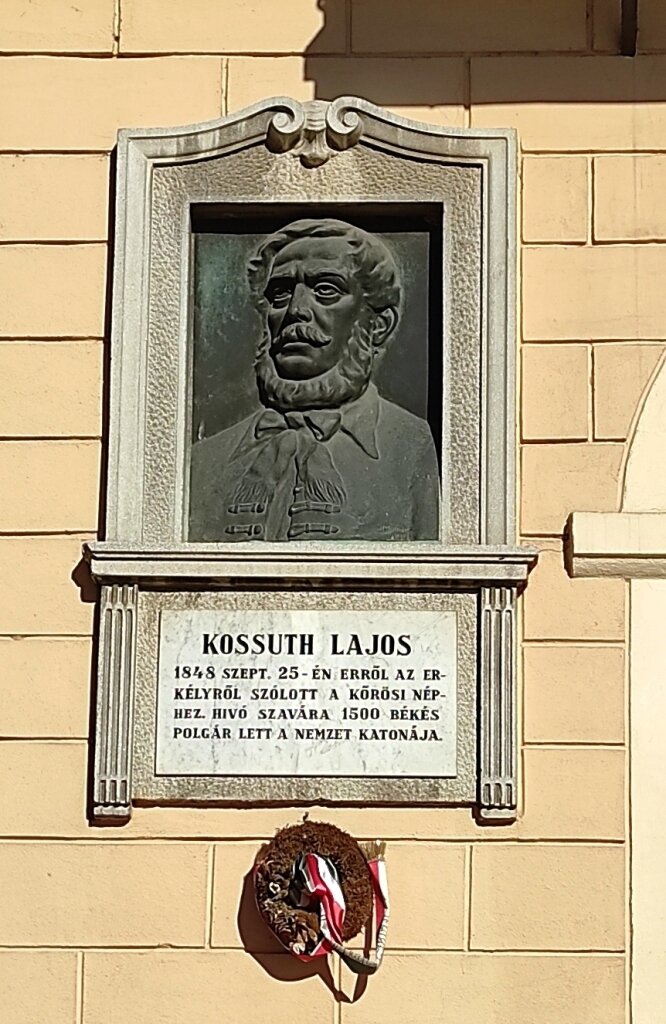 KOSSUTH LAJOS
1848 SZEPT. 25-ÉN ERRŐL AZ ER-
KÉLYRŐL SZÓLOTT A KŐRÖSI NÉP-
HEZ. HIVÓ SZAVÁRA 1500 BÉKÉS
POLGÁR LETT A NEMZET KATONÁJA.